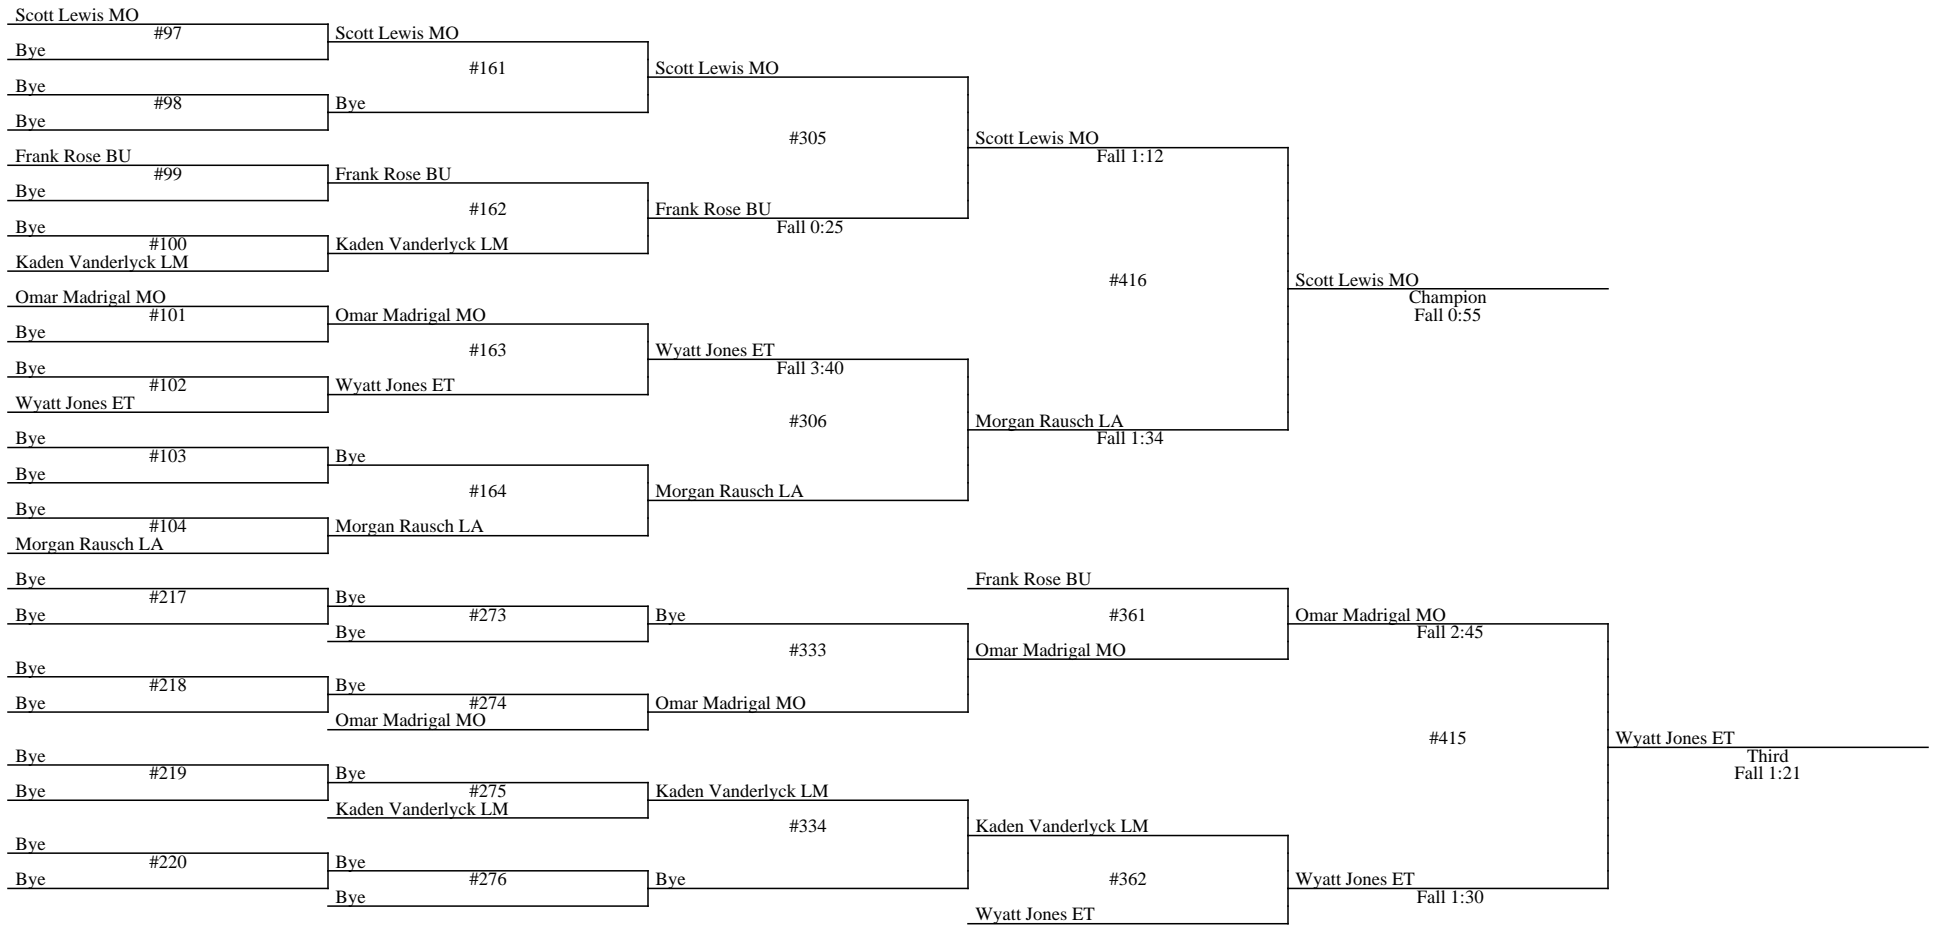 Scott Lewis MO
#97
Bye
Scott Lewis MO
#161
Bye
#98
Bye
Bye
Scott Lewis MO
#305
Frank Rose BU
#99
Bye
Frank Rose BU
#162
Bye
#100
Kaden Vanderlyck LM
Kaden Vanderlyck LM
Frank Rose BU
Fall 0:25
Scott Lewis MO
Fall 1:12
#416
Omar Madrigal MO
#101
Bye
Omar Madrigal MO
#163
Bye
#102
Wyatt Jones ET
Wyatt Jones ET
Wyatt Jones ET
Fall 3:40
#306
Bye
#103
Bye
Bye
#164
Bye
#104
Morgan Rausch LA
Morgan Rausch LA
Morgan Rausch LA
Morgan Rausch LA
Fall 1:34
Scott Lewis MO
Champion
Fall 0:55
Bye
#217
Bye
Bye
#273
Bye
Bye
#333
Bye
#218
Bye
Bye
#274
Omar Madrigal MO
Omar Madrigal MO
Frank Rose BU
#361
Omar Madrigal MO
Omar Madrigal MO
Fall 2:45
#415
Bye
#219
Bye
Bye
#275
Kaden Vanderlyck LM
Kaden Vanderlyck LM
#334
Bye
#220
Bye
Bye
#276
Bye
Bye
Kaden Vanderlyck LM
#362
Wyatt Jones ET
Wyatt Jones ET
Fall 1:30
Wyatt Jones ET
Third
Fall 1:21